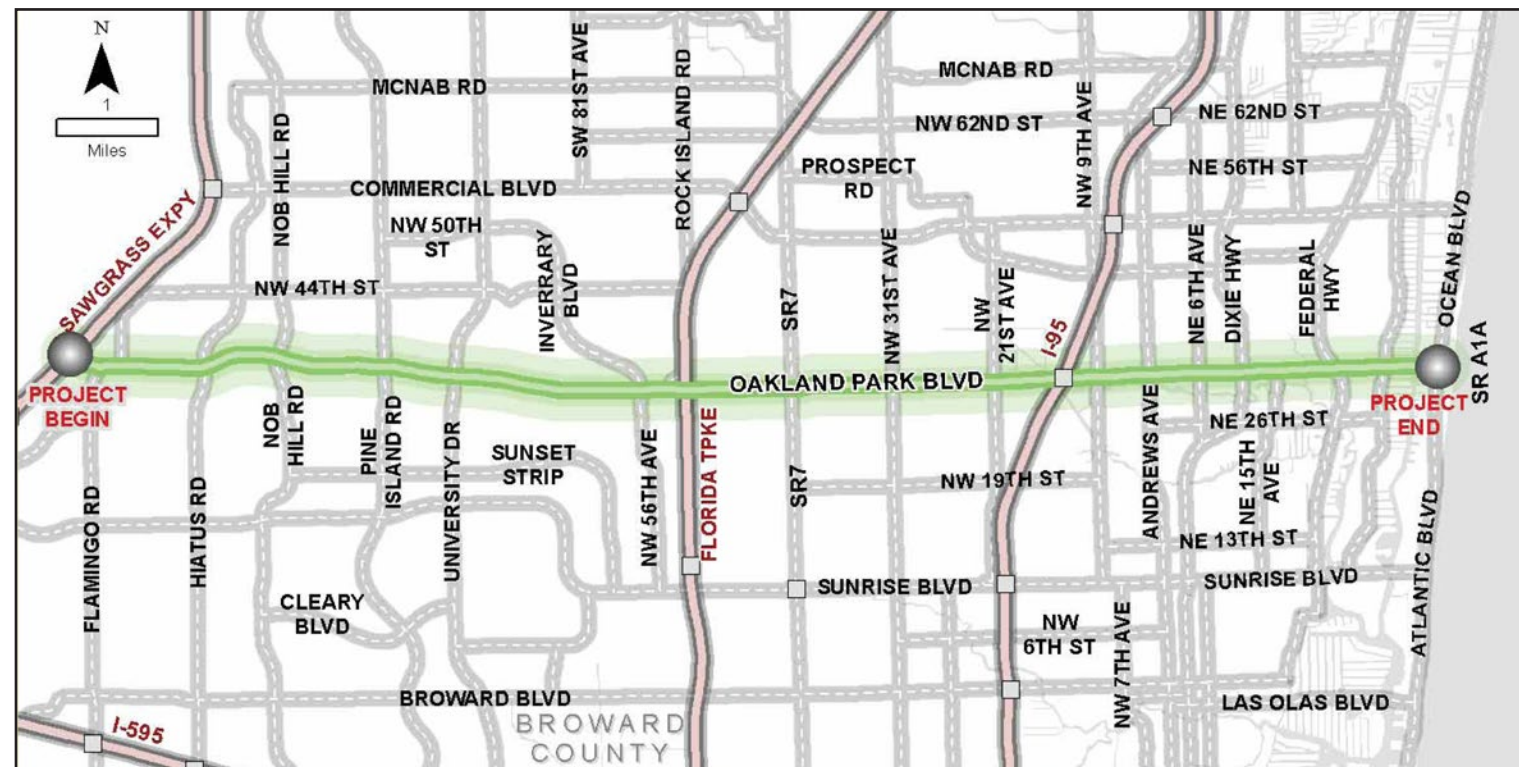 N
1
Miles
MCNAB RD
MCNAB RD
SW 81ST AVE
ROCK ISLAND RD
NW 62ND ST
NE 62ND ST
NW 9TH AVE
NOB HILL RD
COMMERCIAL BLVD
PROSPECT
RD
NE 56TH ST
SAWGRASS EXPY
NW 50TH
ST
INVERRARY
BLVD
NW 44TH ST
SR7
NW 31ST AVE
NW
21ST AVE
I-95
NE 6TH AVE
DIXIE HWY
FEDERAL
HWY
OCEAN BLVD
SR A1A
PROJECT
BEGIN
OAKLAND PARK BLVD
PROJECT
END
NOB
HILL RD
PINE
ISLAND RD
UNIVERSITY DR
SUNSET
STRIP
NW 56TH AVE
FLORIDA TPKE
SR7
NW 19TH ST
ANDREWS AVE
NE 26TH ST
NE 15TH
AVE
NE 13TH ST
FLAMINGO RD
HIATUS RD
CLEARY
BLVD
SUNRISE BLVD
SUNRISE BLVD
ATLANTIC BLVD
NW
6TH ST
NW 7TH AVE
BROWARD BLVD
LAS OLAS BLVD
BROWARD
COUNTY
I-595